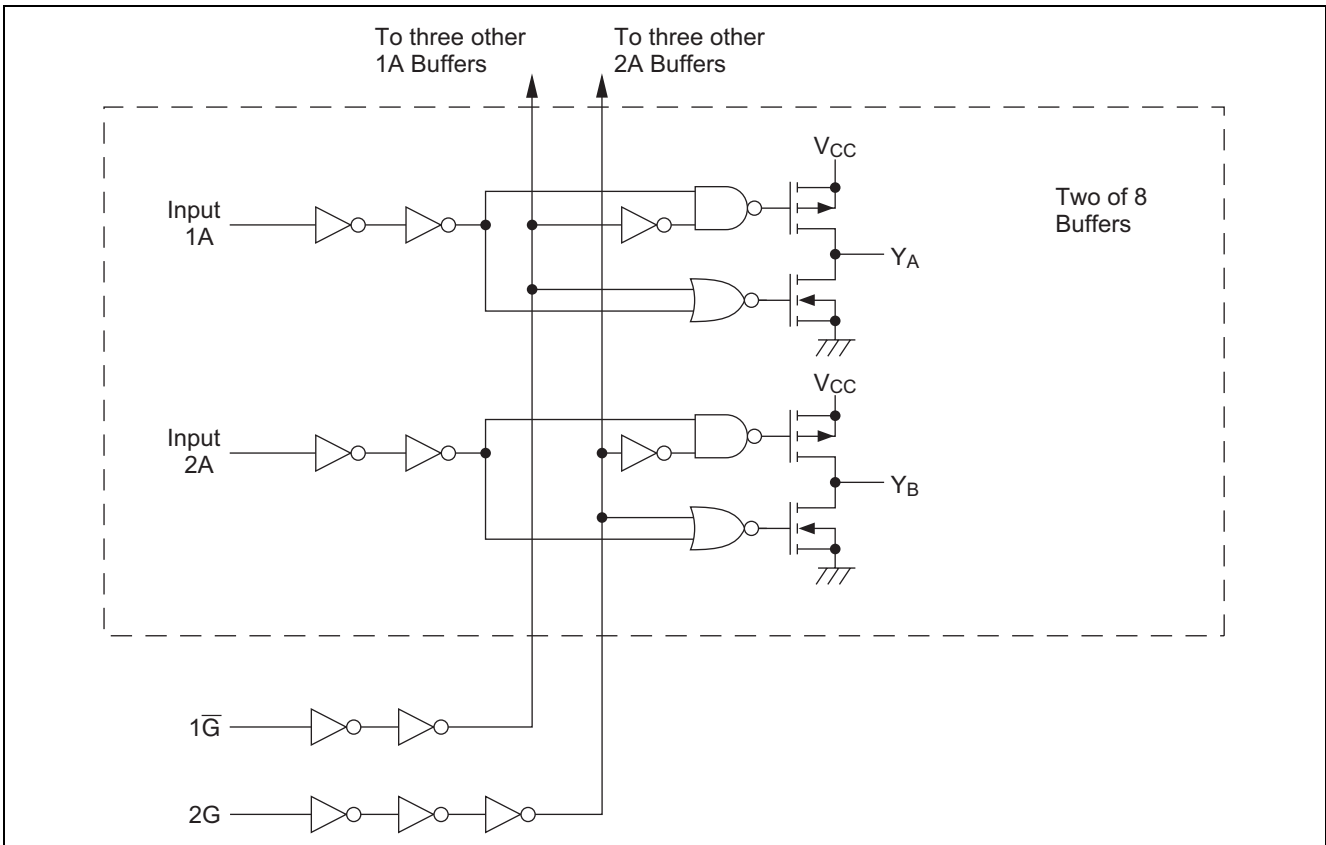 To three other
1A Buffers
To three other
2A Buffers
VCC
Input
1A
Two of 8
Buffers
YA
VCC
Input
2A
YB
1G̅
2G